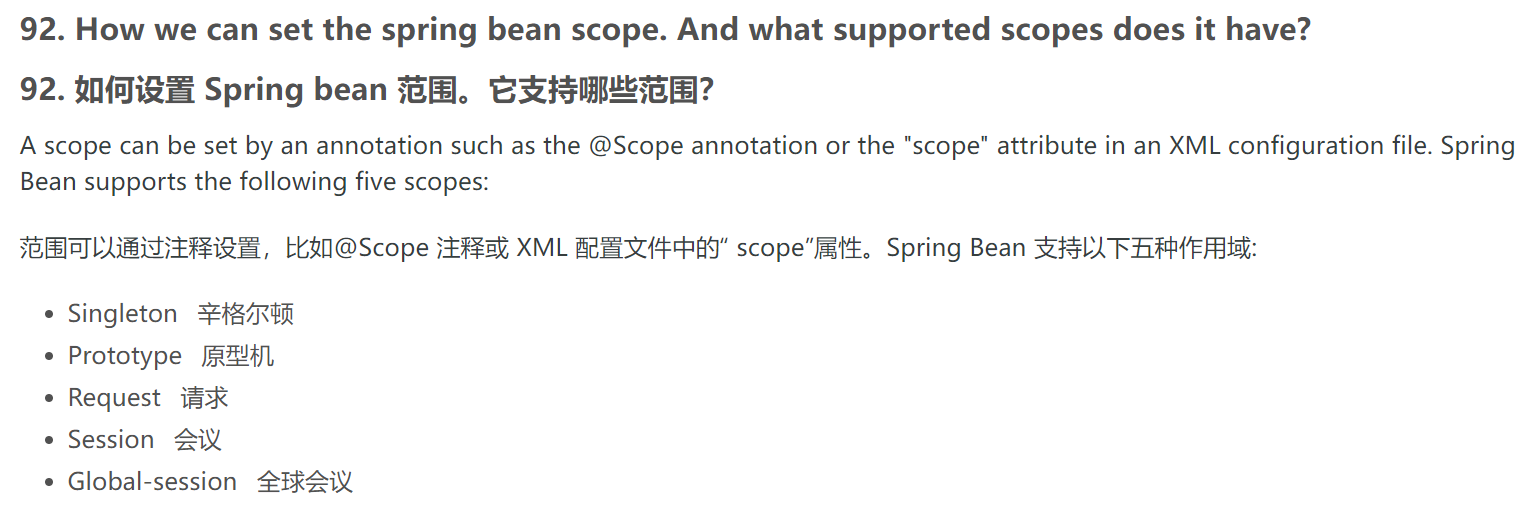 92. How we can set the spring bean scope. And what supported scopes does it have?
92. 如何设置 Spring bean 范围。它支持哪些范围？
A scope can be set by an annotation such as the @Scope annotation or the "scope" attribute in an XML configuration file. Spring
Bean supports the following five scopes:
范围可以通过注释设置，比如@Scope 注释或 XML 配置文件中的“ scope”属性。Spring Bean 支持以下五种作用域:
• Singleton 辛格尔顿
• Prototype 原型机
• Request 请求
• Session 会议
• Global-session 全球会议